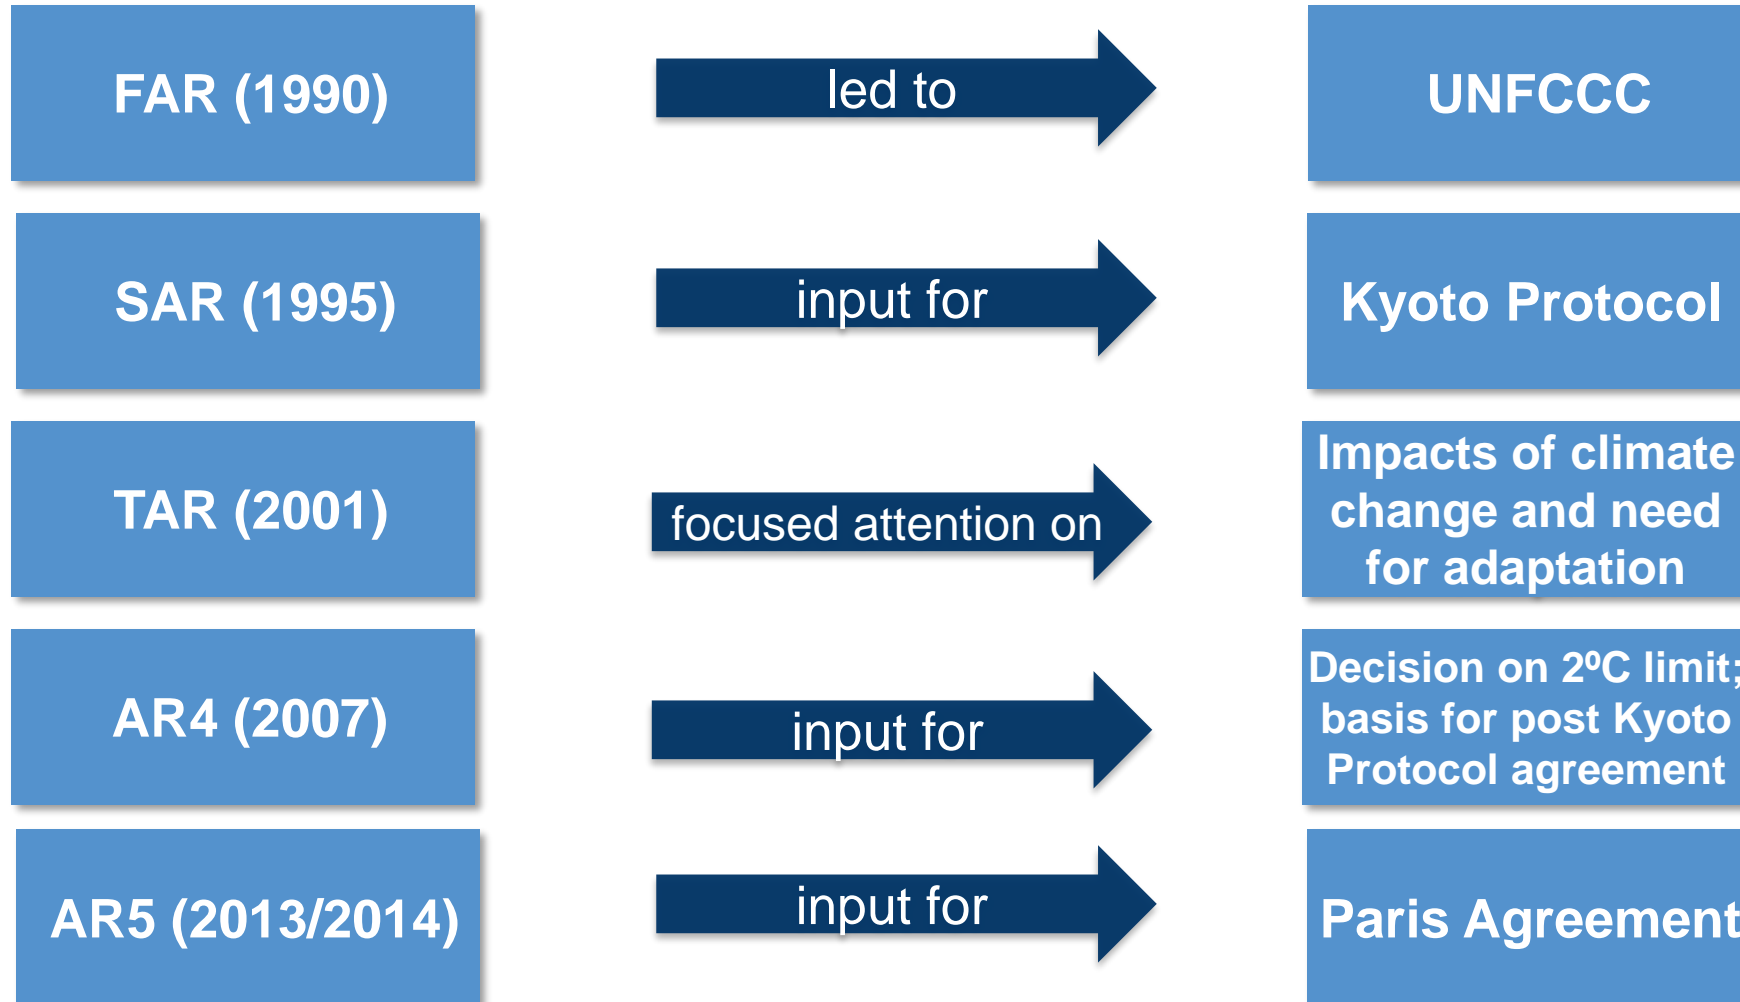 FAR (1990)
led to
UNFCCC
SAR (1995)
input for
Kyoto Protocol
TAR (2001)
focused attention on
Impacts of climate
change and need
for adaptation
AR4 (2007)
input for
Decision on 2ºC limit;
basis for post Kyoto
Protocol agreement
AR5 (2013/2014)
input for
Paris Agreement